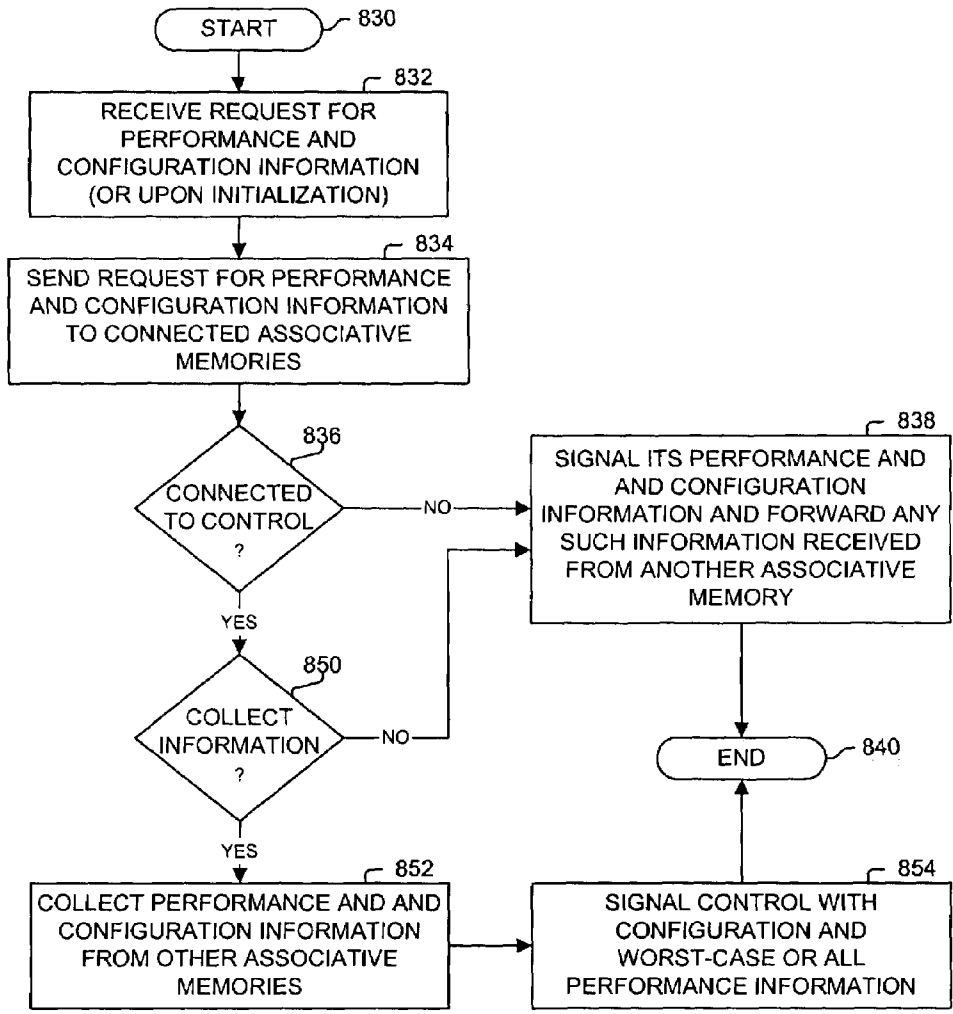 START
830
832
RECEIVE REQUEST FOR
PERFORMANCE AND
CONFIGURATION INFORMATION
(OR UPON INITIALIZATION)
834
SEND REQUEST FOR PERFORMANCE
AND CONFIGURATION INFORMATION
TO CONNECTED ASSOCIATIVE
MEMORIES
836
CONNECTED
TO CONTROL
?
NO
YES
838
SIGNAL ITS PERFORMANCE AND
AND CONFIGURATION
INFORMATION AND FORWARD ANY
SUCH INFORMATION RECEIVED
FROM ANOTHER ASSOCIATIVE
MEMORY
850
COLLECT
INFORMATION
?
NO
YES
END
840
852
COLLECT PERFORMANCE AND AND
CONFIGURATION INFORMATION
FROM OTHER ASSOCIATIVE
MEMORIES
854
SIGNAL CONTROL WITH
CONFIGURATION AND
WORST-CASE OR ALL
PERFORMANCE INFORMATION